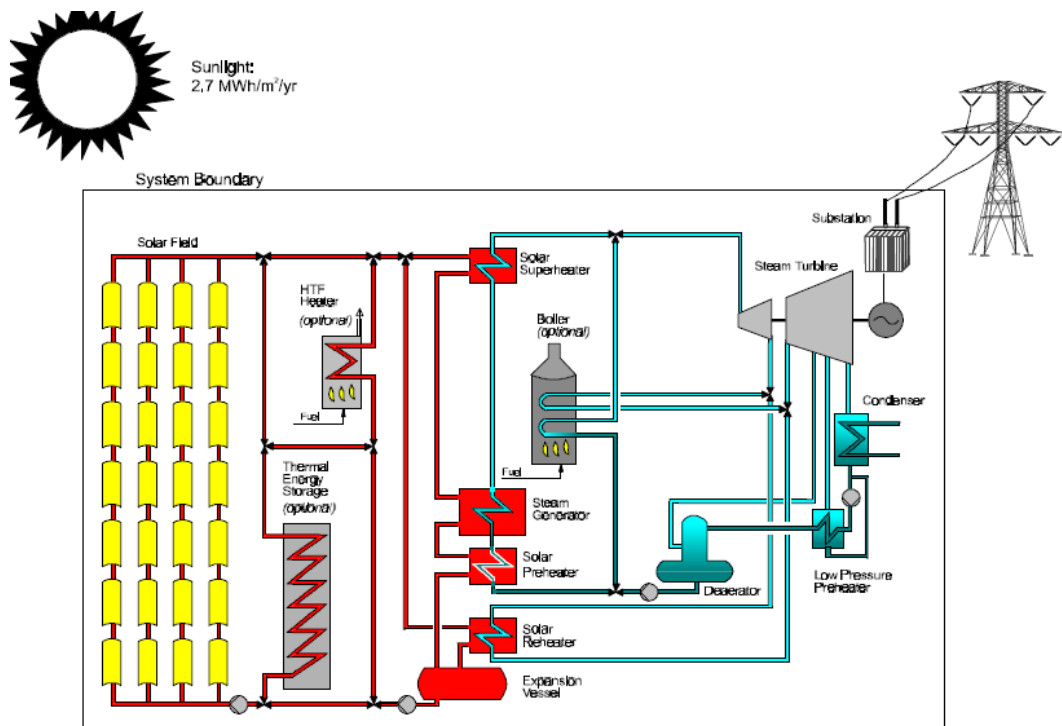 Sunlight:
2,7 MWh/m²/yr
System Boundary
Substation
Solar Field
Solar
Superheater
Steam Turbine
HTF
Heater
(optional)
Boiler
(optional)
Fuel
Condenser
Thermal
Energy
Storage
(optional)
Fuel
Steam
Generator
Solar
Preheater
Deaerator
Low Pressure
Preheater
Solar
Reheater
Expansion
Vessel